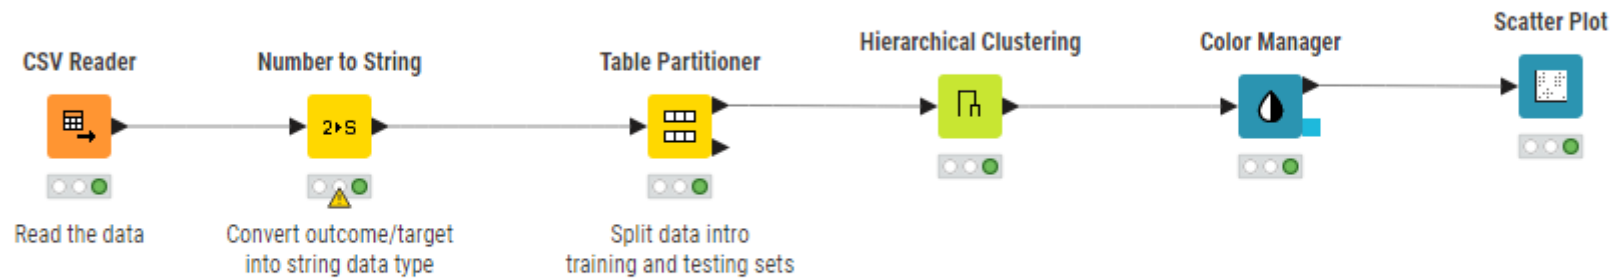 CSV Reader
Read the data
Number to String
2▸S
Convert outcome/target
into string data type
Table Partitioner
Split data intro
training and testing sets
Hierarchical Clustering
Color Manager
Scatter Plot